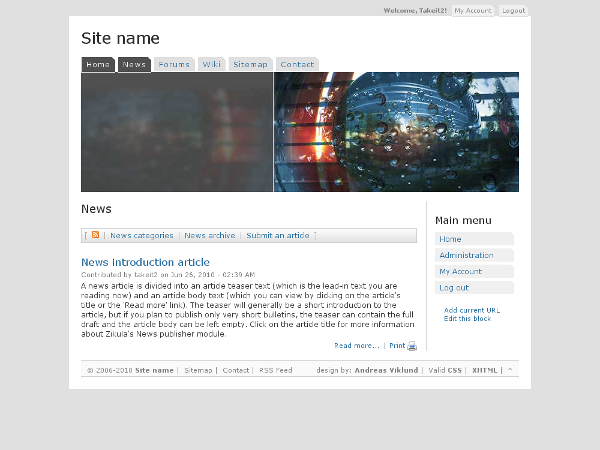 Welcome, Takeit2! My Account Logout
Site name
Home News Forums Wiki Sitemap Contact
News
[ | News categories | News archive | Submit an article ]
News introduction article
Contributed by takeit2 on Jun 26, 2010 - 02:39 AM
A news article is divided into an article teaser text (which is the lead-in text you are
reading now) and an article body text (which you can view by clicking on the article's
title or the 'Read more' link). The teaser will generally be a short introduction to the
article, but if you plan to publish only very short bulletins, the teaser can contain the full
draft and the article body can be left empty. Click on the article title for more information
about Zikula's News publisher module.
Read more... | Print
Main menu
Home
Administration
My Account
Log out
Add current URL
Edit this block
© 2006-2010 Site name | Sitemap | Contact | RSS Feed design by: Andreas Viklund | Valid CSS | XHTML | ^